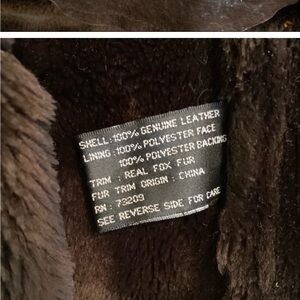 SHELL: 100% GENUINE LEATHER
LINING: 100% POLYESTER FACE
100% POLYESTER BACKING
TRIM : REAL FOX FUR
FUR TRIM ORIGIN : CHINA
RN : 73209
SEE REVERSE SIDE FOR CARE